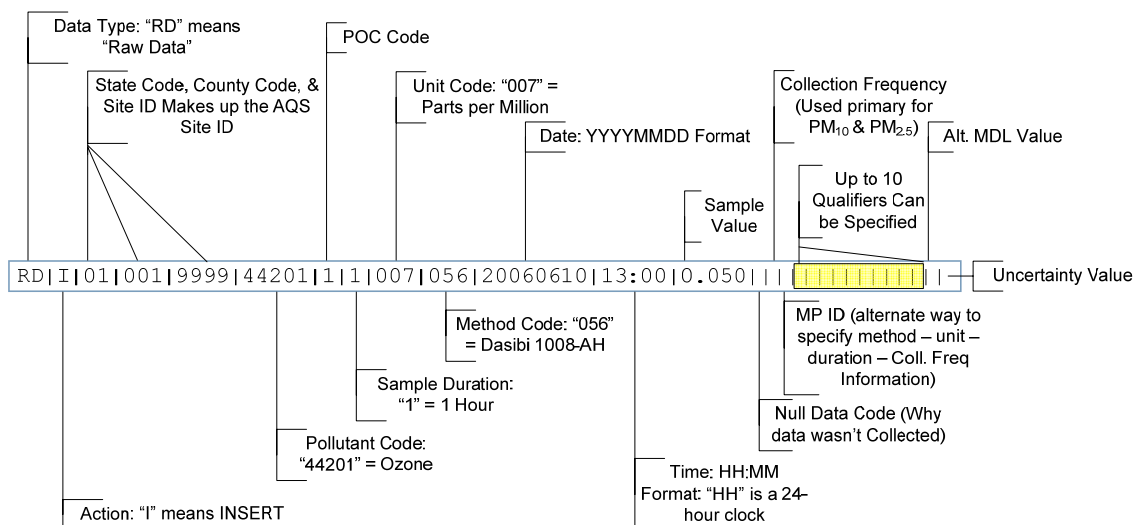 Data Type: “RD” means
“Raw Data”
POC Code
State Code, County Code, &
Site ID Makes up the AQS
Site ID
Unit Code: “007” =
Parts per Million
Collection Frequency
(Used primary for
PM10 & PM2.5)
Date: YYYYMMDD Format
Alt. MDL Value
Up to 10
Qualifiers Can
be Specified
Sample
Value
RD|I|01|001|9999|44201|1|1|007|056|20060610|13:00|0.050|||||||||||||||
Uncertainty Value
Method Code: “056”
= Dasibi 1008-AH
MP ID (alternate way to
specify method – unit –
duration – Coll. Freq
Information)
Sample Duration:
“1” = 1 Hour
Null Data Code (Why
data wasn’t Collected)
Pollutant Code:
“44201” = Ozone
Time: HH:MM
Format: “HH” is a 24-
hour clock
Action: “I” means INSERT